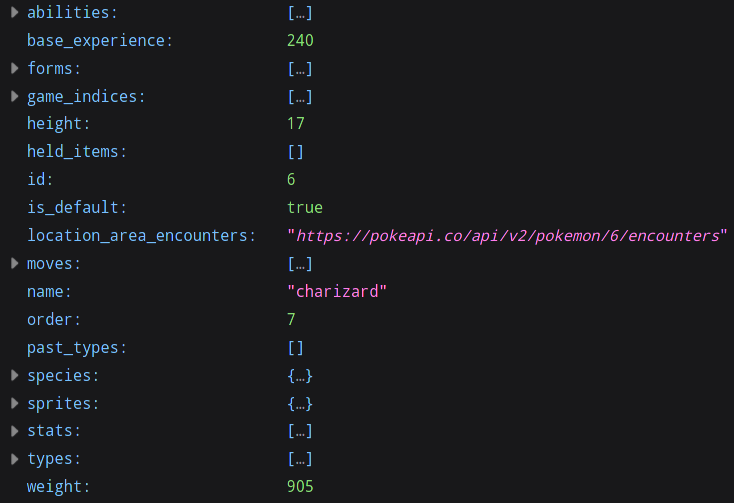 abilities: […]
base_experience: 240
forms: […]
game_indices: […]
height: 17
held_items: []
id: 6
is_default: true
location_area_encounters: "https://pokeapi.co/api/v2/pokemon/6/encounters"
moves: […]
name: "charizard"
order: 7
past_types: []
species: {…}
sprites: {…}
stats: […]
types: […]
weight: 905